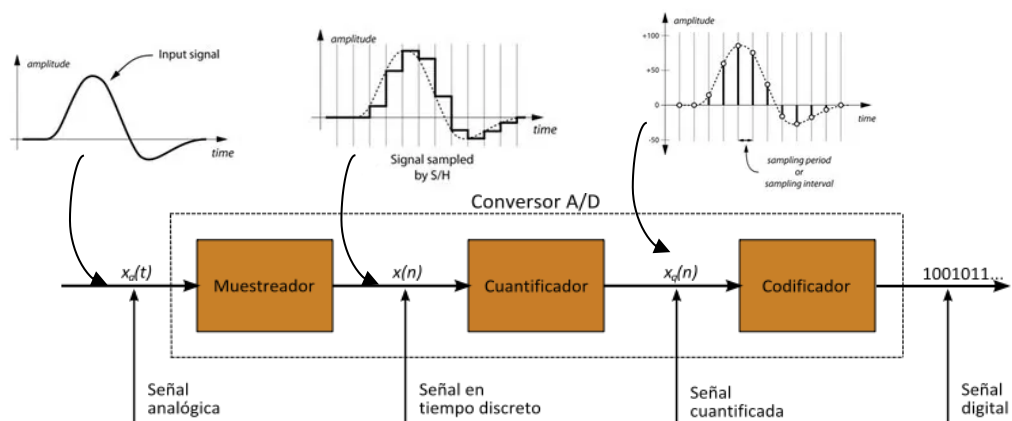 amplitude
Input signal
time
amplitude
time
Signal sampled
by S/H
amplitude
+100
+50
0
-50
time
sampling period
or
sampling interval
Conversor A/D
xₐ(t)
Muestreador
x(n)
Cuantificador
x_q(n)
Codificador
1001011...
Señal
analógica
Señal en
tiempo discreto
Señal
cuantificada
Señal
digital